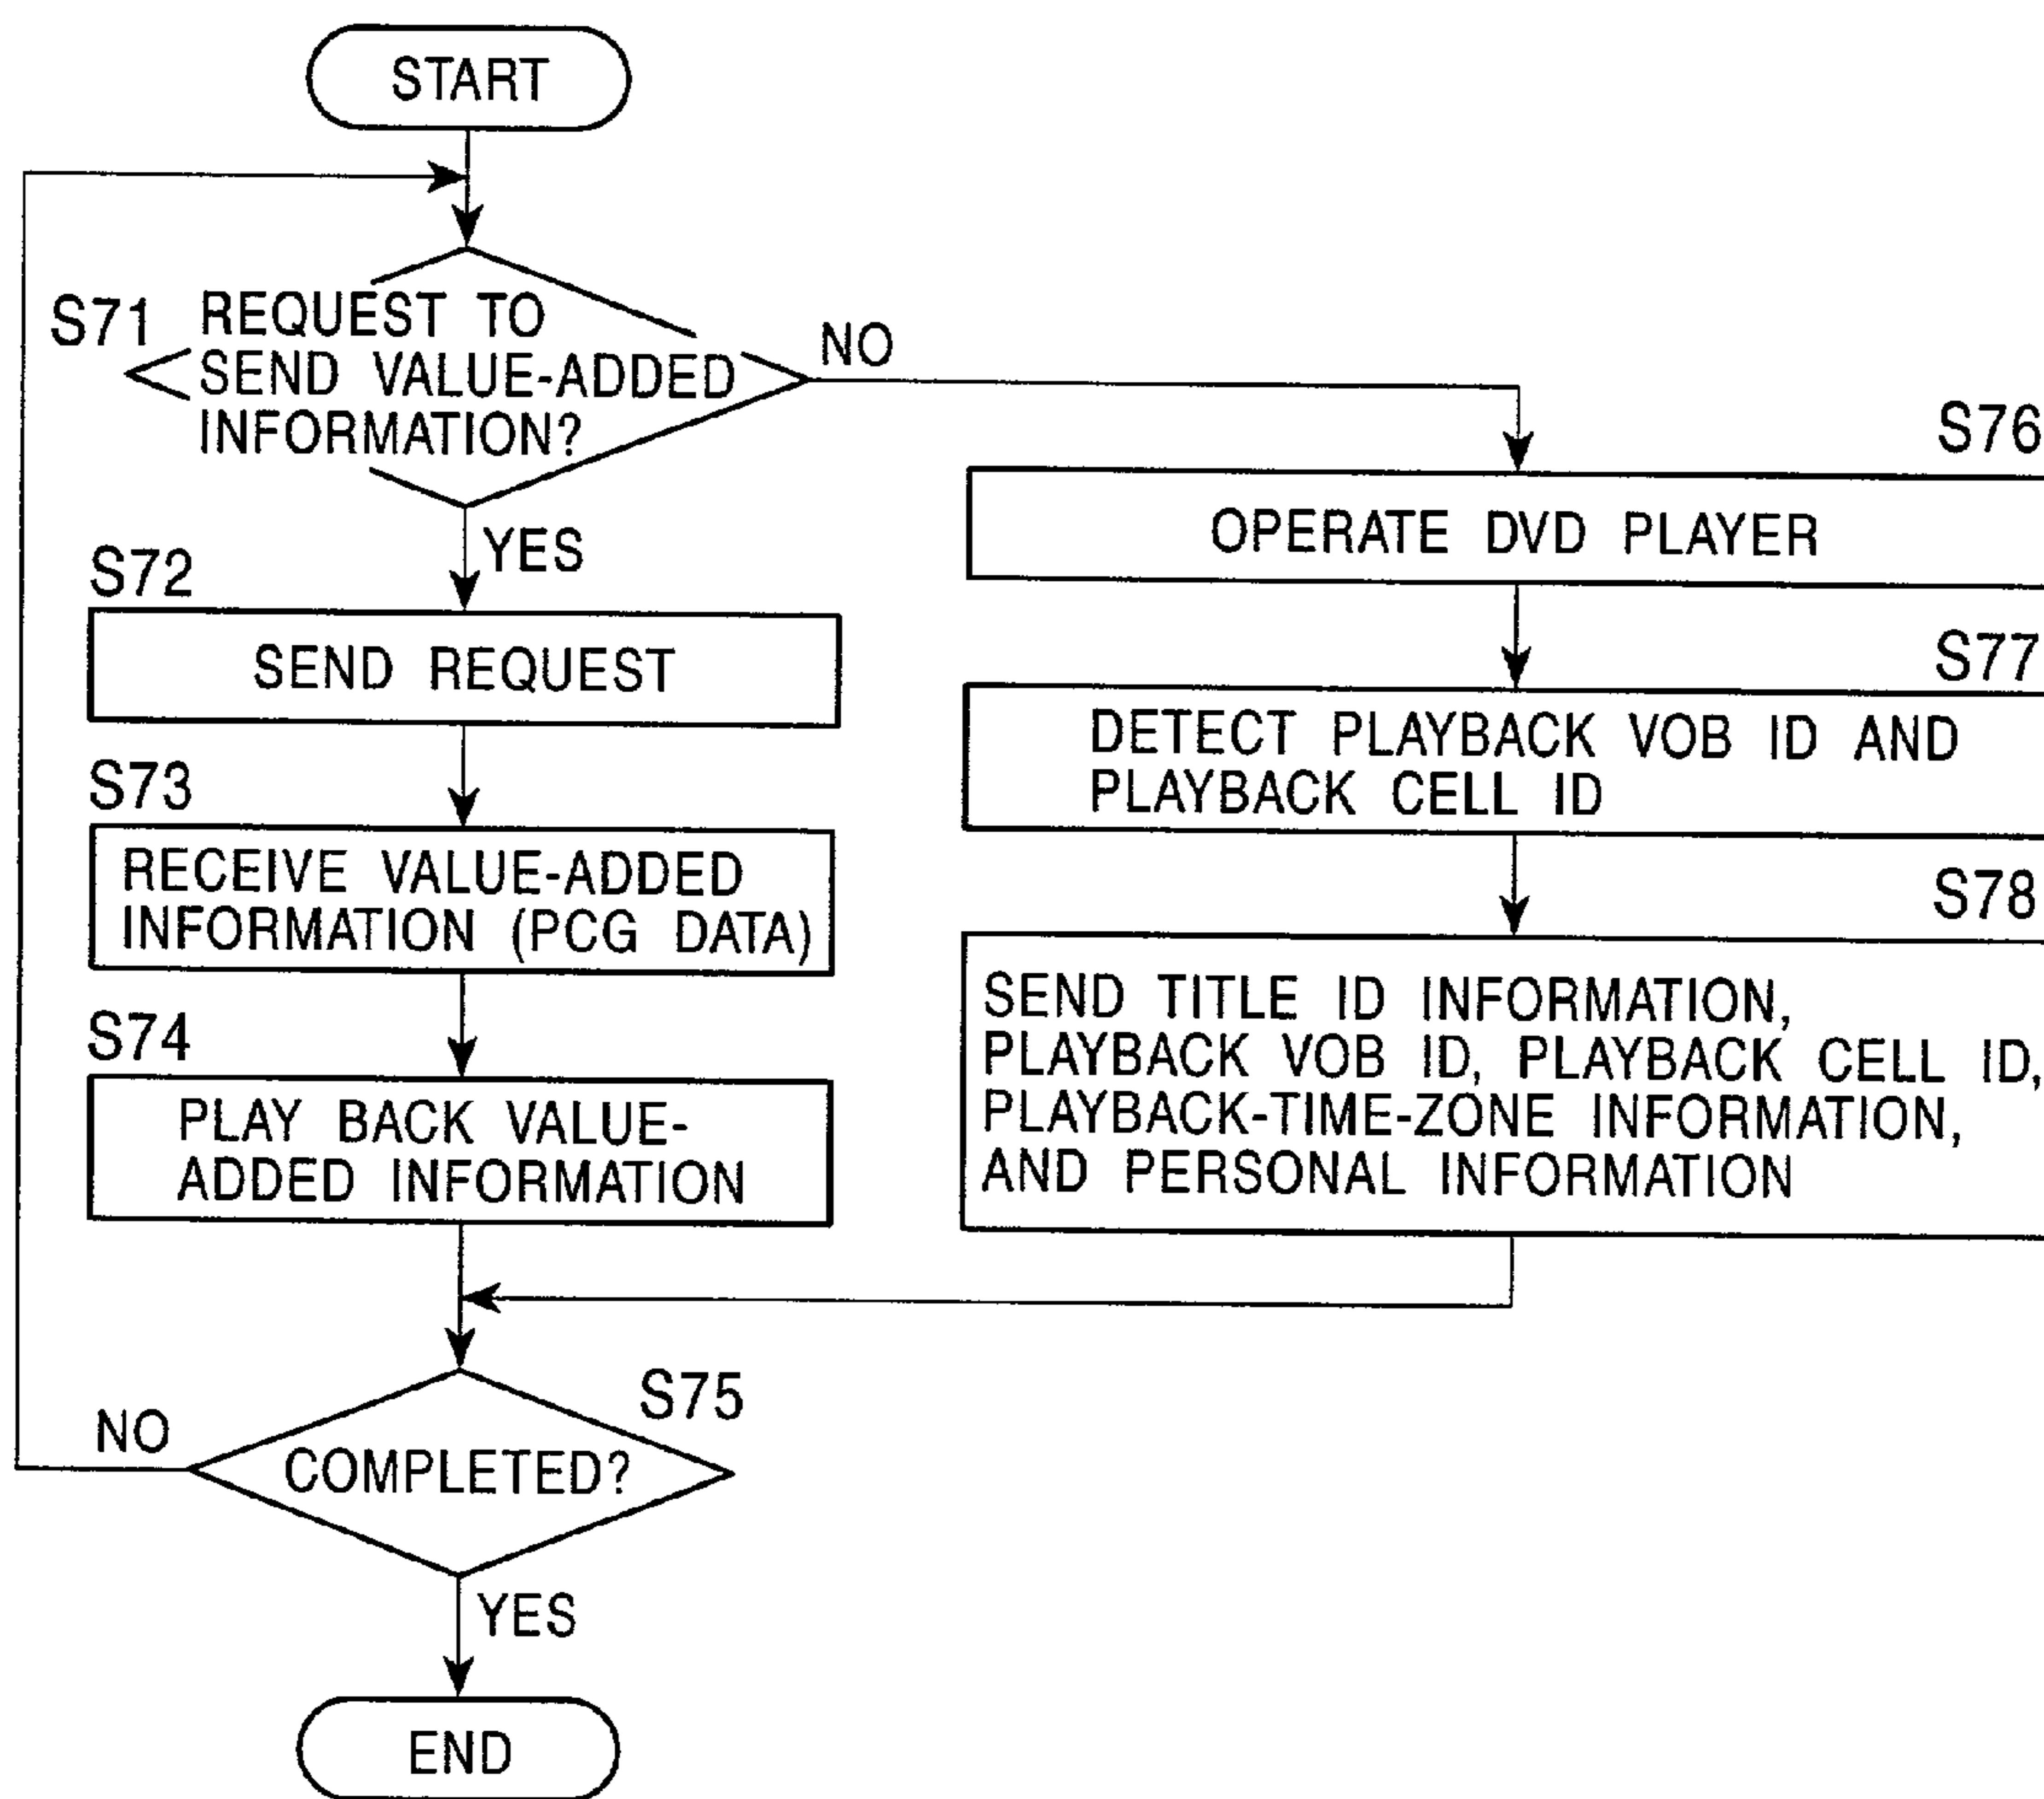 START
S71
REQUEST TO
SEND VALUE-ADDED
INFORMATION?
NO
YES
S72
SEND REQUEST
S73
RECEIVE VALUE-ADDED
INFORMATION (PCG DATA)
S74
PLAY BACK VALUE-
ADDED INFORMATION
S76
OPERATE DVD PLAYER
S77
DETECT PLAYBACK VOB ID AND
PLAYBACK CELL ID
S78
SEND TITLE ID INFORMATION,
PLAYBACK VOB ID, PLAYBACK CELL ID,
PLAYBACK-TIME-ZONE INFORMATION,
AND PERSONAL INFORMATION
S75
COMPLETED?
NO
YES
END